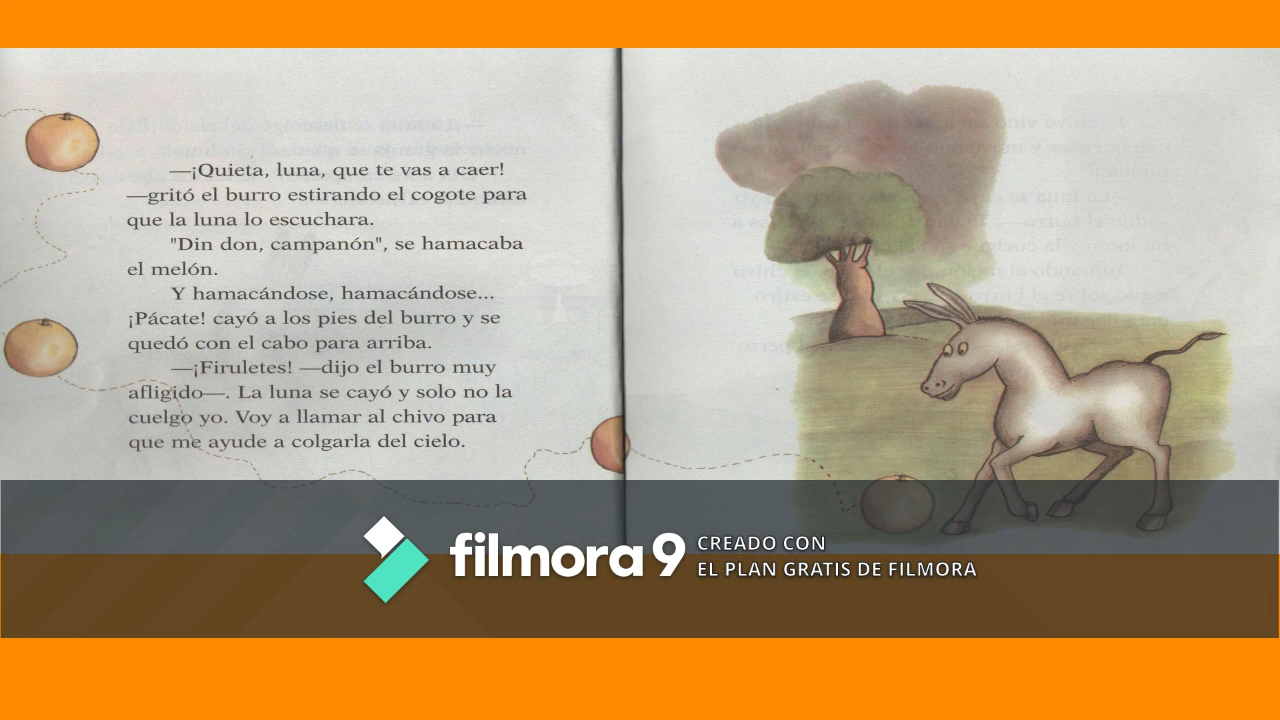 —¡Quieta, luna, que te vas a caer!
—gritó el burro estirando el cogote para
que la luna lo escuchara.
"Din don, campanón", se hamacaba
el melón.
Y hamacándose, hamacándose...
¡Pácate! cayó a los pies del burro y se
quedó con el cabo para arriba.
—¡Firuletes! —dijo el burro muy
afligido—. La luna se cayó y solo no la
cuelgo yo. Voy a llamar al chivo para
que me ayude a colgarla del cielo.
filmora 9
CREADO CON
EL PLAN GRATIS DE FILMORA